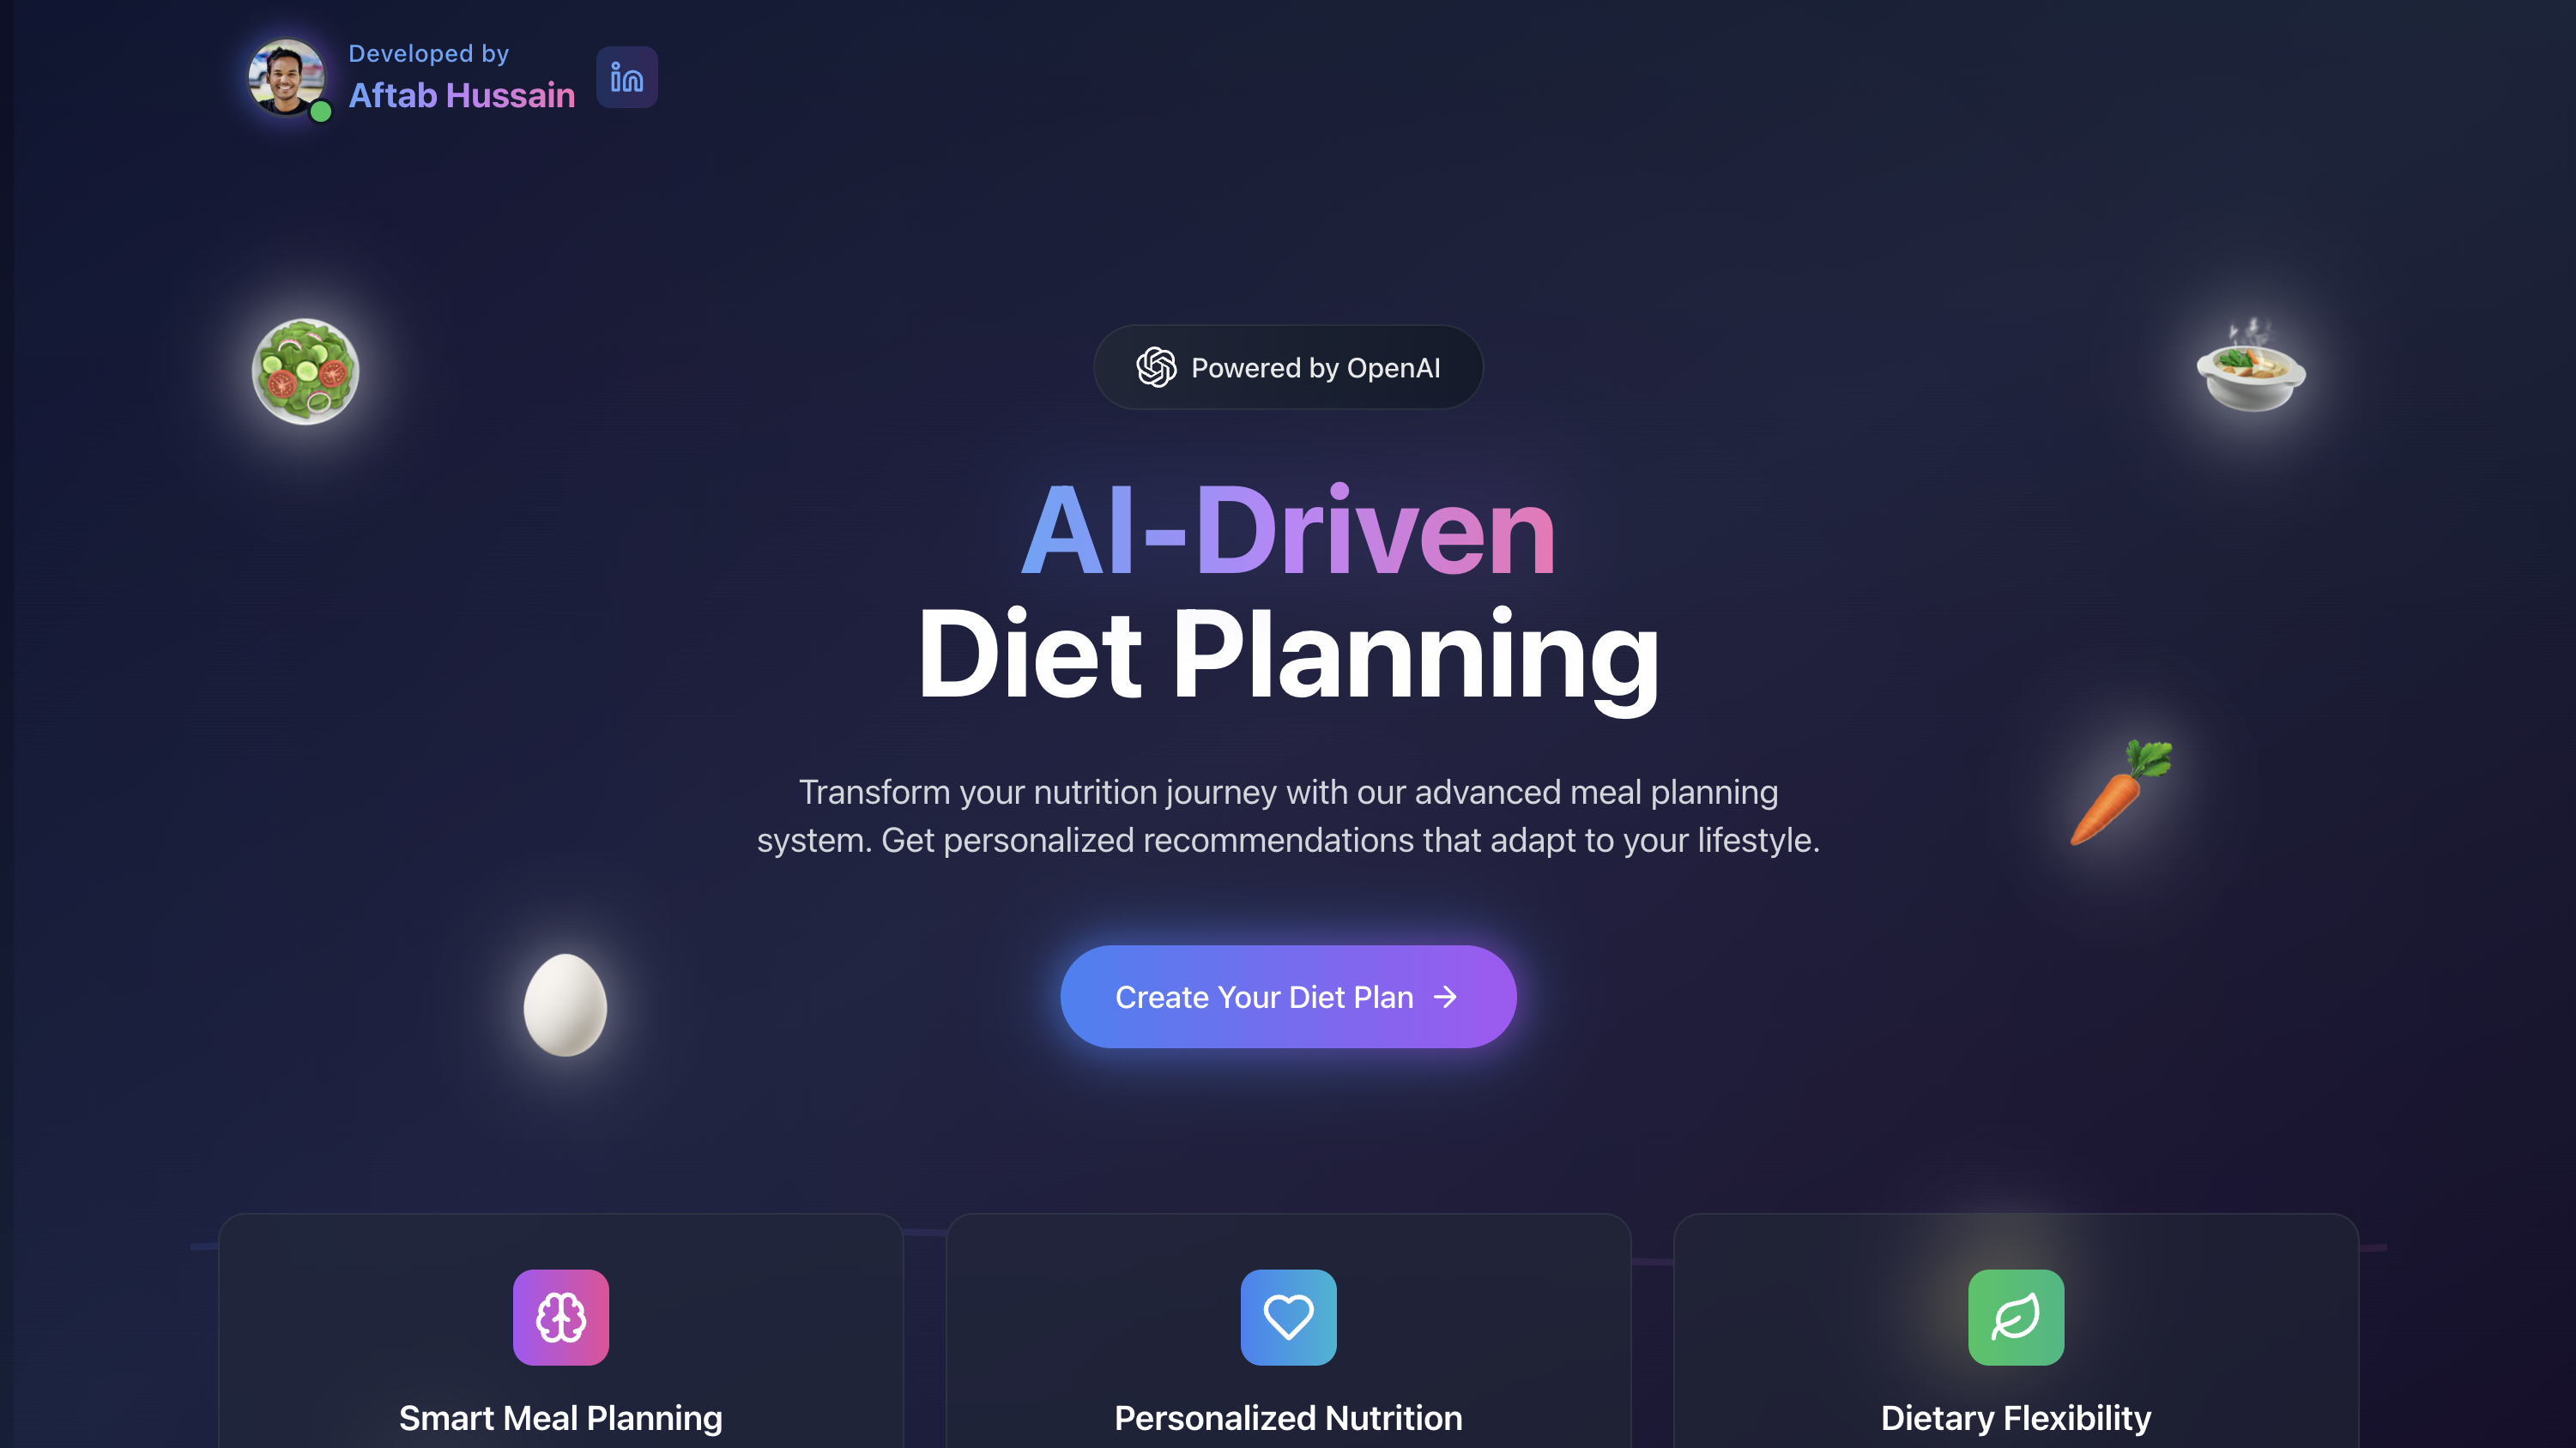 Developed by
Aftab Hussain
Powered by OpenAI
AI-Driven
Diet Planning
Transform your nutrition journey with our advanced meal planning
system. Get personalized recommendations that adapt to your lifestyle.
Create Your Diet Plan
Smart Meal Planning
Personalized Nutrition
Dietary Flexibility